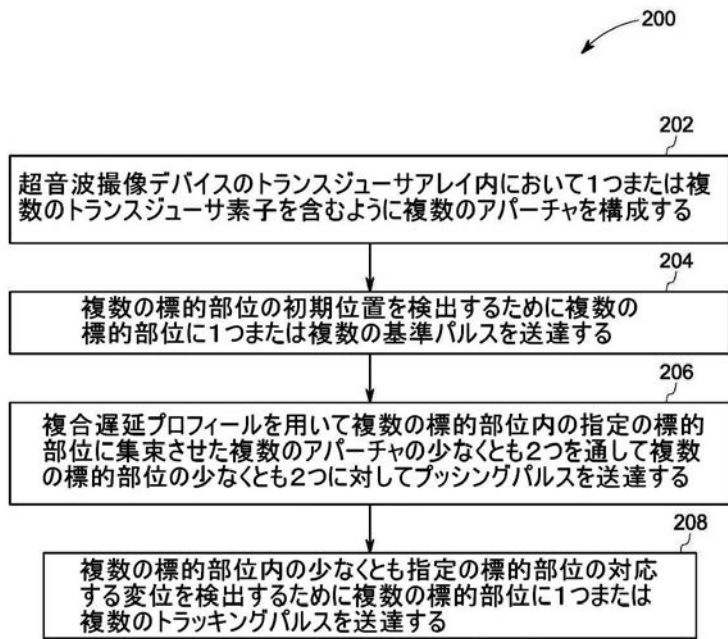 200
202
超音波撮像デバイスのトランスジューサアレイ内において1つまたは複
数のトランスジューサ素子を含むように複数のアパーチャを構成する
204
複数の標的部位の初期位置を検出するために複数の
標的部位に1つまたは複数の基準パルスを送達する
206
複合遅延プロフィールを用いて複数の標的部位内の指定の標的
部位に集束させた複数のアパーチャの少なくとも2つを通して複数
の標的部位の少なくとも2つに対してプッシングパルスを送達する
208
複数の標的部位内の少なくとも指定の標的部位の対応
する変位を検出するために複数の標的部位に1つまたは
複数のトラッキングパルスを送達する